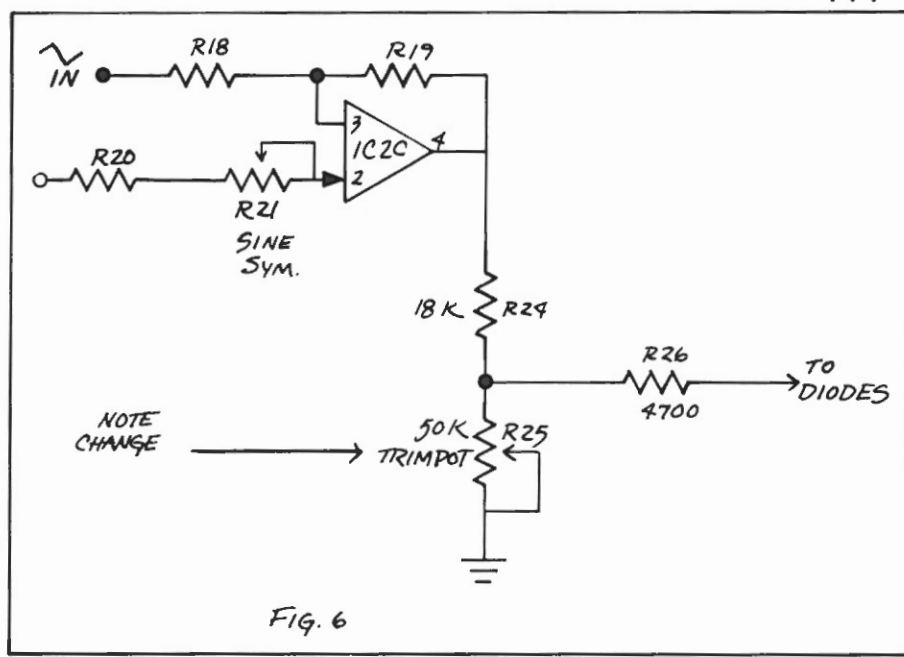 R18
R19
IN
3
IC2C
4
2
R20
R21
SINE
SYM.
18K
R24
R26
4700
TO
DIODES
NOTE
CHANGE
50K
R25
TRIMPOT
FIG. 6